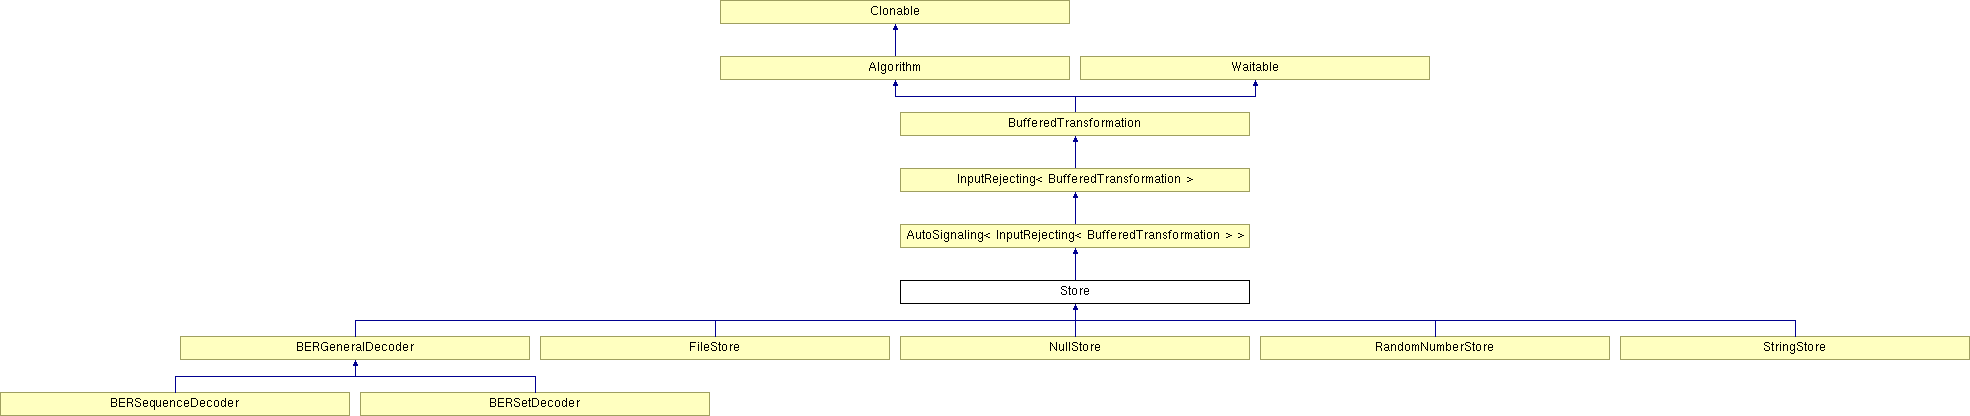 Clonable
Algorithm
Waitable
BufferedTransformation
InputRejecting< BufferedTransformation >
AutoSignaling< InputRejecting< BufferedTransformation > >
Store
BERGeneralDecoder
FileStore
NullStore
RandomNumberStore
StringStore
BERSequenceDecoder
BERSetDecoder